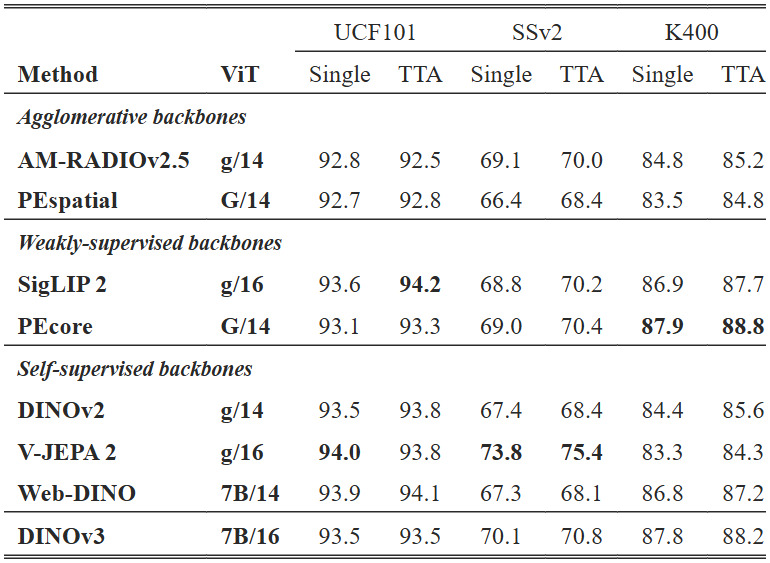 UCF101 SSv2 K400
Method ViT Single TTA Single TTA Single TTA
Agglomerative backbones
AM-RADIOv2.5 g/14 92.8 92.5 69.1 70.0 84.8 85.2
PEspatial G/14 92.7 92.8 66.4 68.4 83.5 84.8
Weakly-supervised backbones
SigLIP 2 g/16 93.6 94.2 68.8 70.2 86.9 87.7
PEcore G/14 93.1 93.3 69.0 70.4 87.9 88.8
Self-supervised backbones
DINOv2 g/14 93.5 93.8 67.4 68.4 84.4 85.6
V-JEPA 2 g/16 94.0 93.8 73.8 75.4 83.3 84.3
Web-DINO 7B/14 93.9 94.1 67.3 68.1 86.8 87.2
DINOv3 7B/16 93.5 93.5 70.1 70.8 87.8 88.2